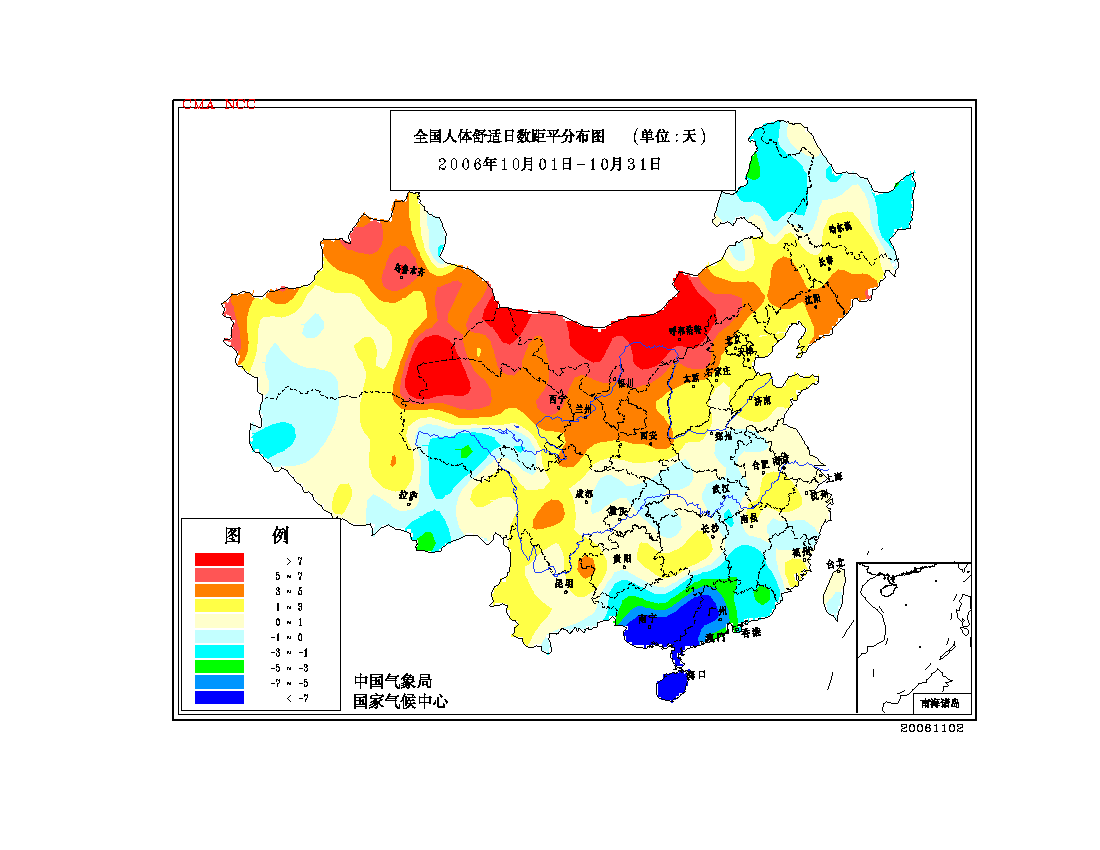 CMA NCC
全国人体舒适日数距平分布图 (单位:天)
2006年10月01日-10月31日
哈尔滨
长春
乌鲁木齐
沈阳
呼和浩特
北京
天津
银川
太原
石家庄
西宁
兰州
济南
西安
郑州
合肥
南京
上海
拉萨
成都
武汉
杭州
重庆
南昌
长沙
福州
贵阳
台北
昆明
南宁
广州
澳门
香港
海口
图 例
> 7
5 ~ 7
3 ~ 5
1 ~ 3
0 ~ 1
-1 ~ 0
-3 ~ -1
-5 ~ -3
-7 ~ -5
< -7
中国气象局
国家气候中心
南海诸岛
20061102